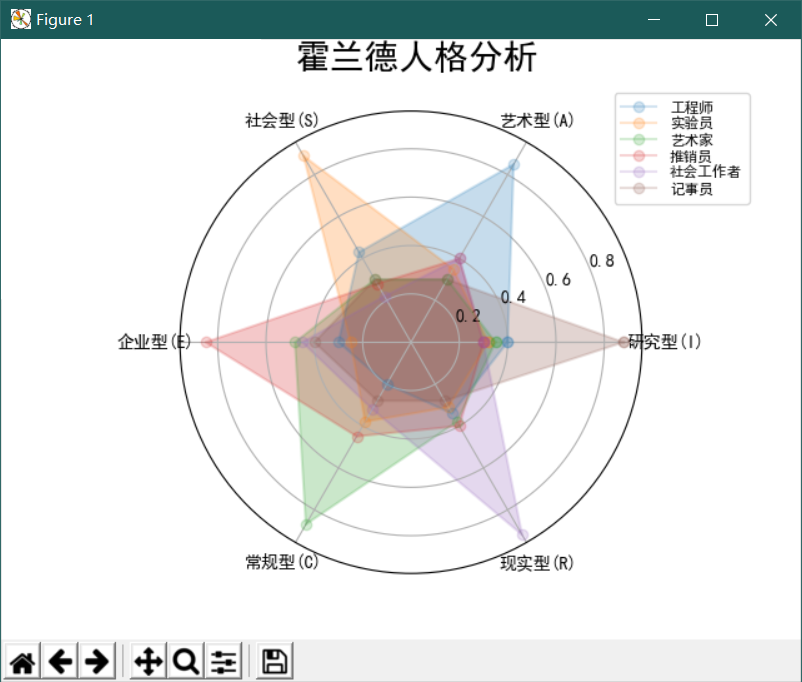 Figure 1
霍兰德人格分析
社会型(S)
艺术型(A)
工程师
实验员
艺术家
推销员
社会工作者
记事员
0.8
0.6
0.4
0.2
企业型(E)
研究型(I)
常规型(C)
现实型(R)